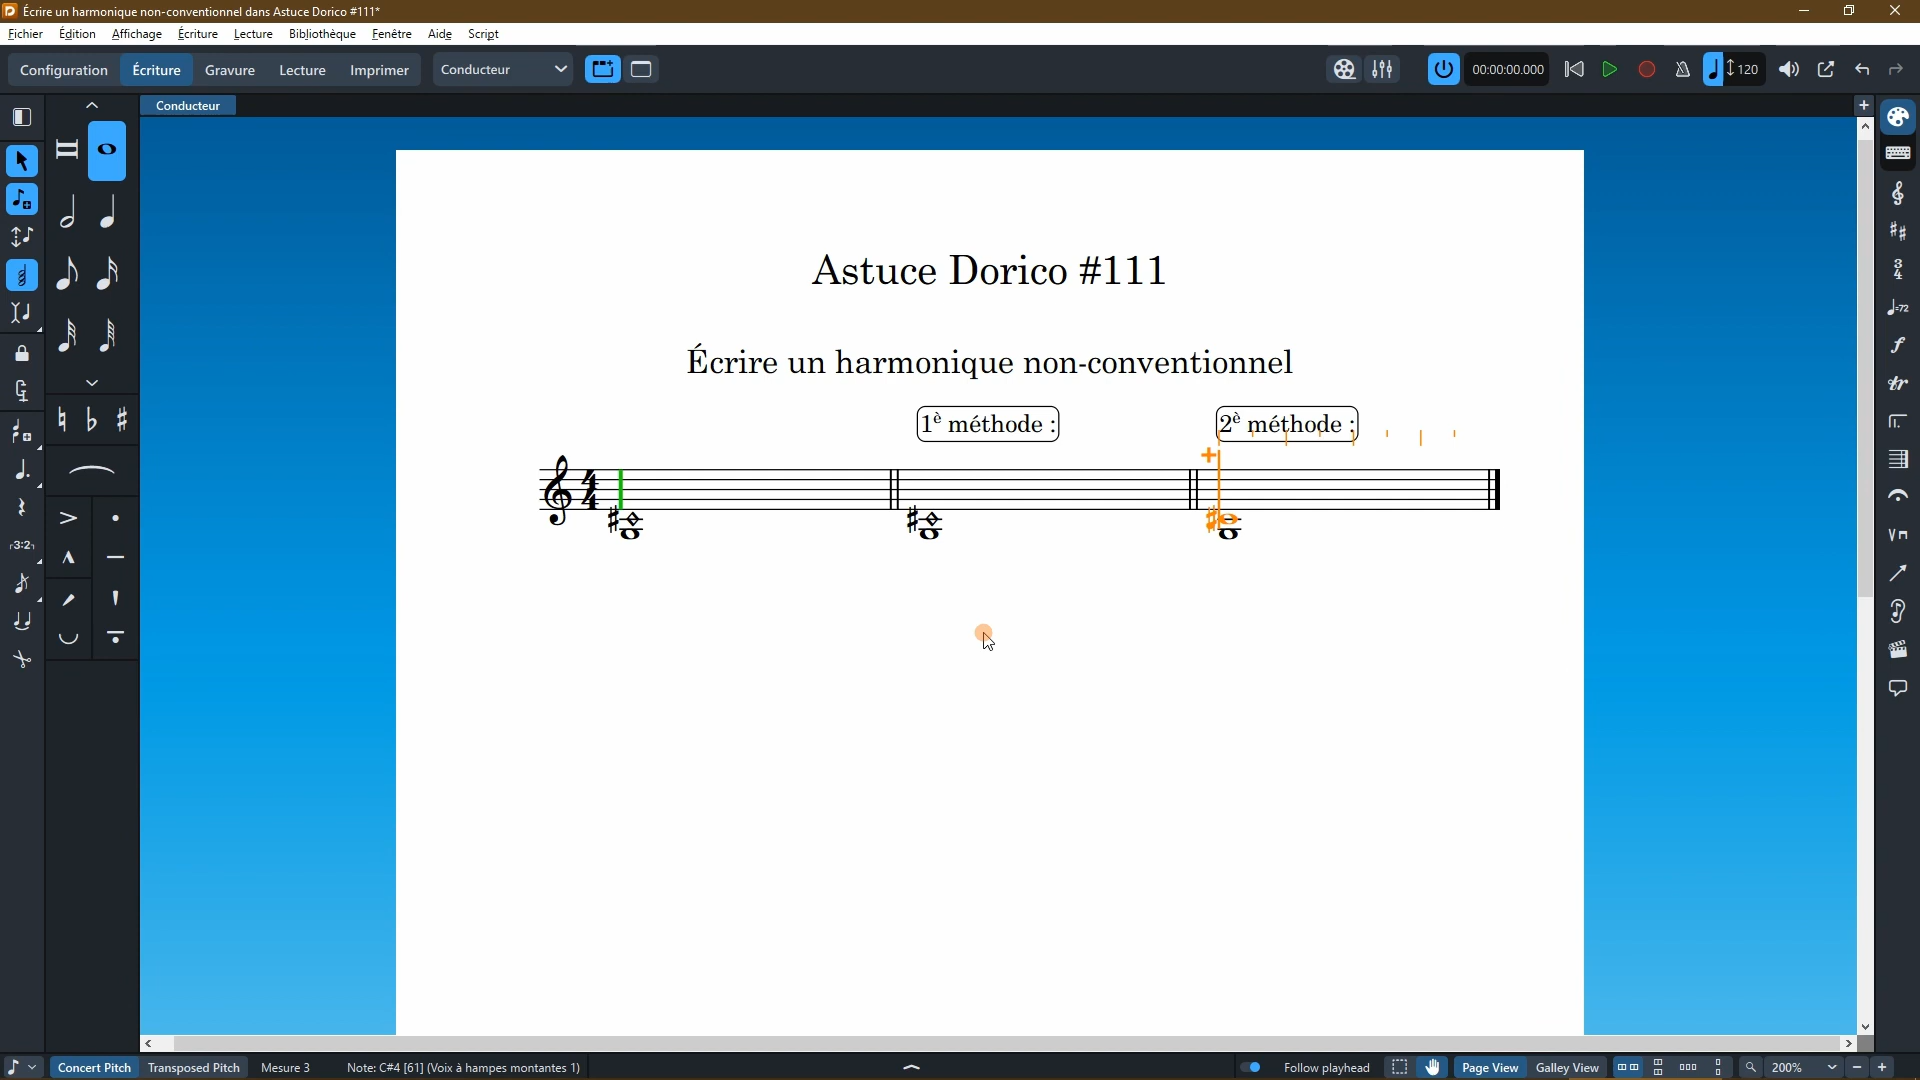 Écrire un harmonique non-conventionnel dans Astuce Dorico #111*
Fichier Édition Affichage Écriture Lecture Bibliothèque Fenêtre Aide Script
Configuration Écriture Gravure Lecture Imprimer Conducteur 00:00:00.000 120
Conducteur
Astuce Dorico #111
Écrire un harmonique non-conventionnel
1è méthode : 2è méthode :
3:2
=72
Concert Pitch Transposed Pitch Mesure 3 Note: C#4 [61] (Voix à hampes montantes 1) Follow playhead Page View Galley View 200%